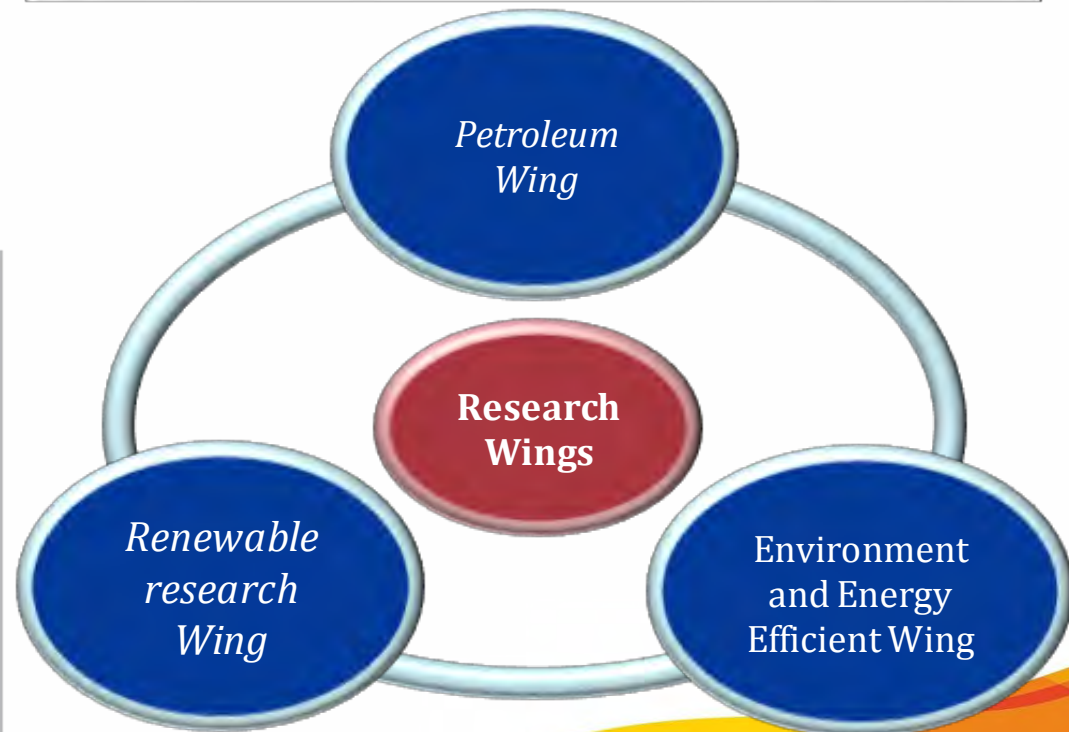 Petroleum
Wing
Research
Wings
Renewable
research
Wing
Environment
and Energy
Efficient Wing